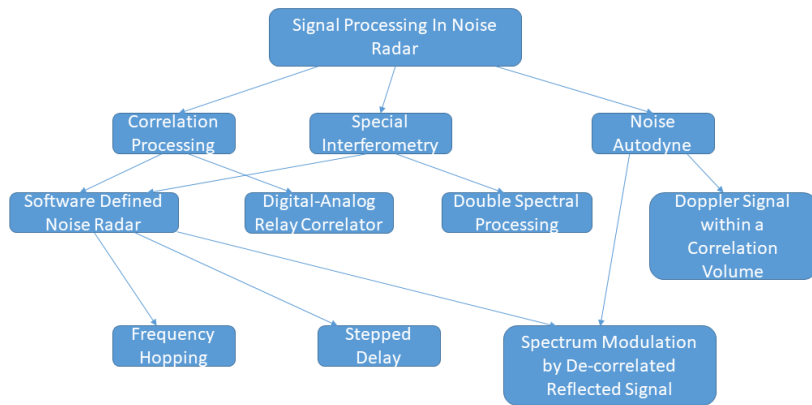 Signal Processing In Noise
Radar
Correlation
Processing
Special
Interferometry
Noise
Autodyne
Software Defined
Noise Radar
Digital-Analog
Relay Correlator
Double Spectral
Processing
Doppler Signal
within a
Correlation
Volume
Frequency
Hopping
Stepped
Delay
Spectrum Modulation
by De-correlated
Reflected Signal